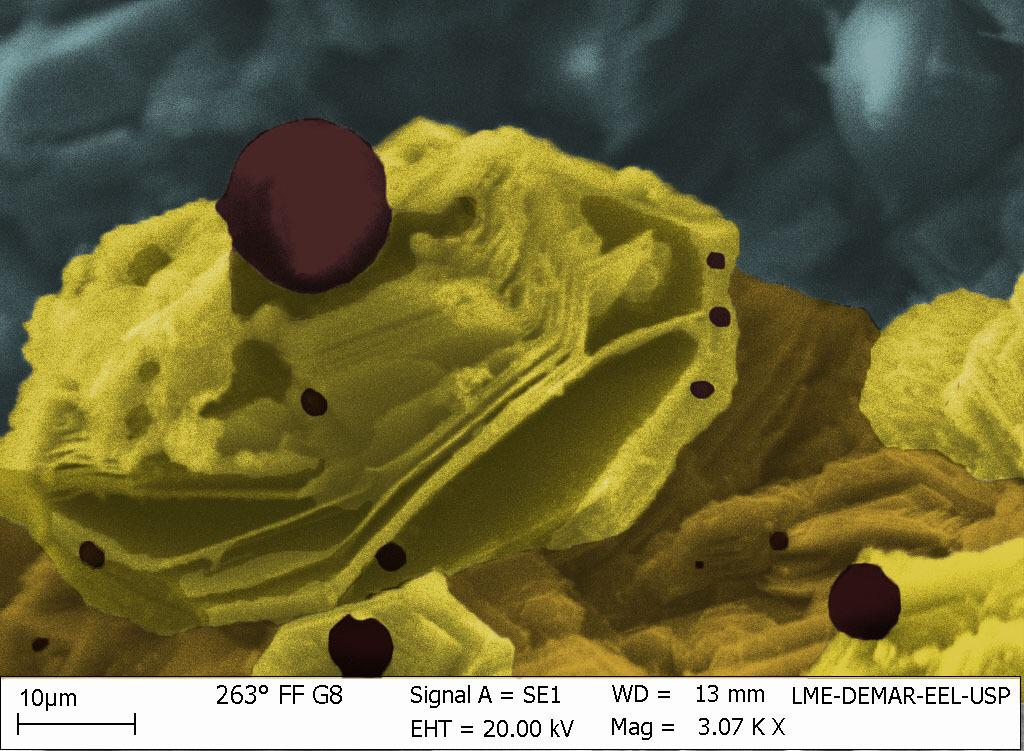 10µm 263° FF G8 Signal A = SE1 WD = 13 mm LME-DEMAR-EEL-USP
EHT = 20.00 kV Mag = 3.07 K X